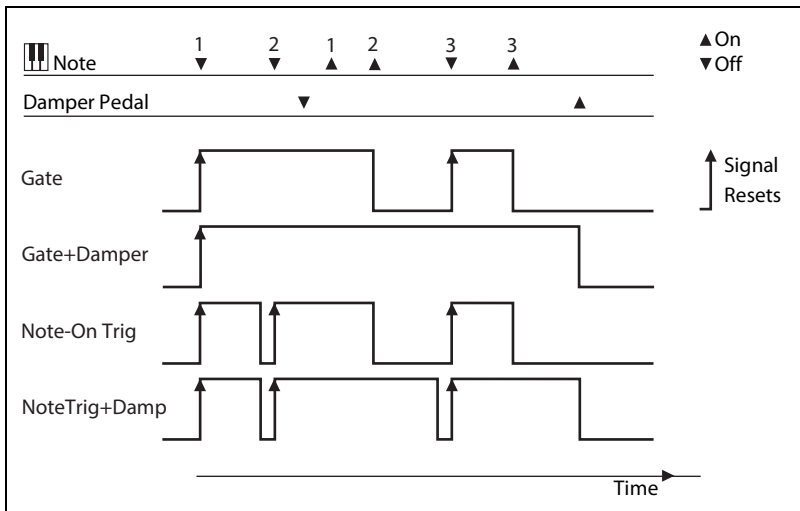 1 2 1 2 3 3
▲On
Note
▼Off
Damper Pedal
Gate
Signal
Resets
Gate+Damper
Note-On Trig
NoteTrig+Damp
Time